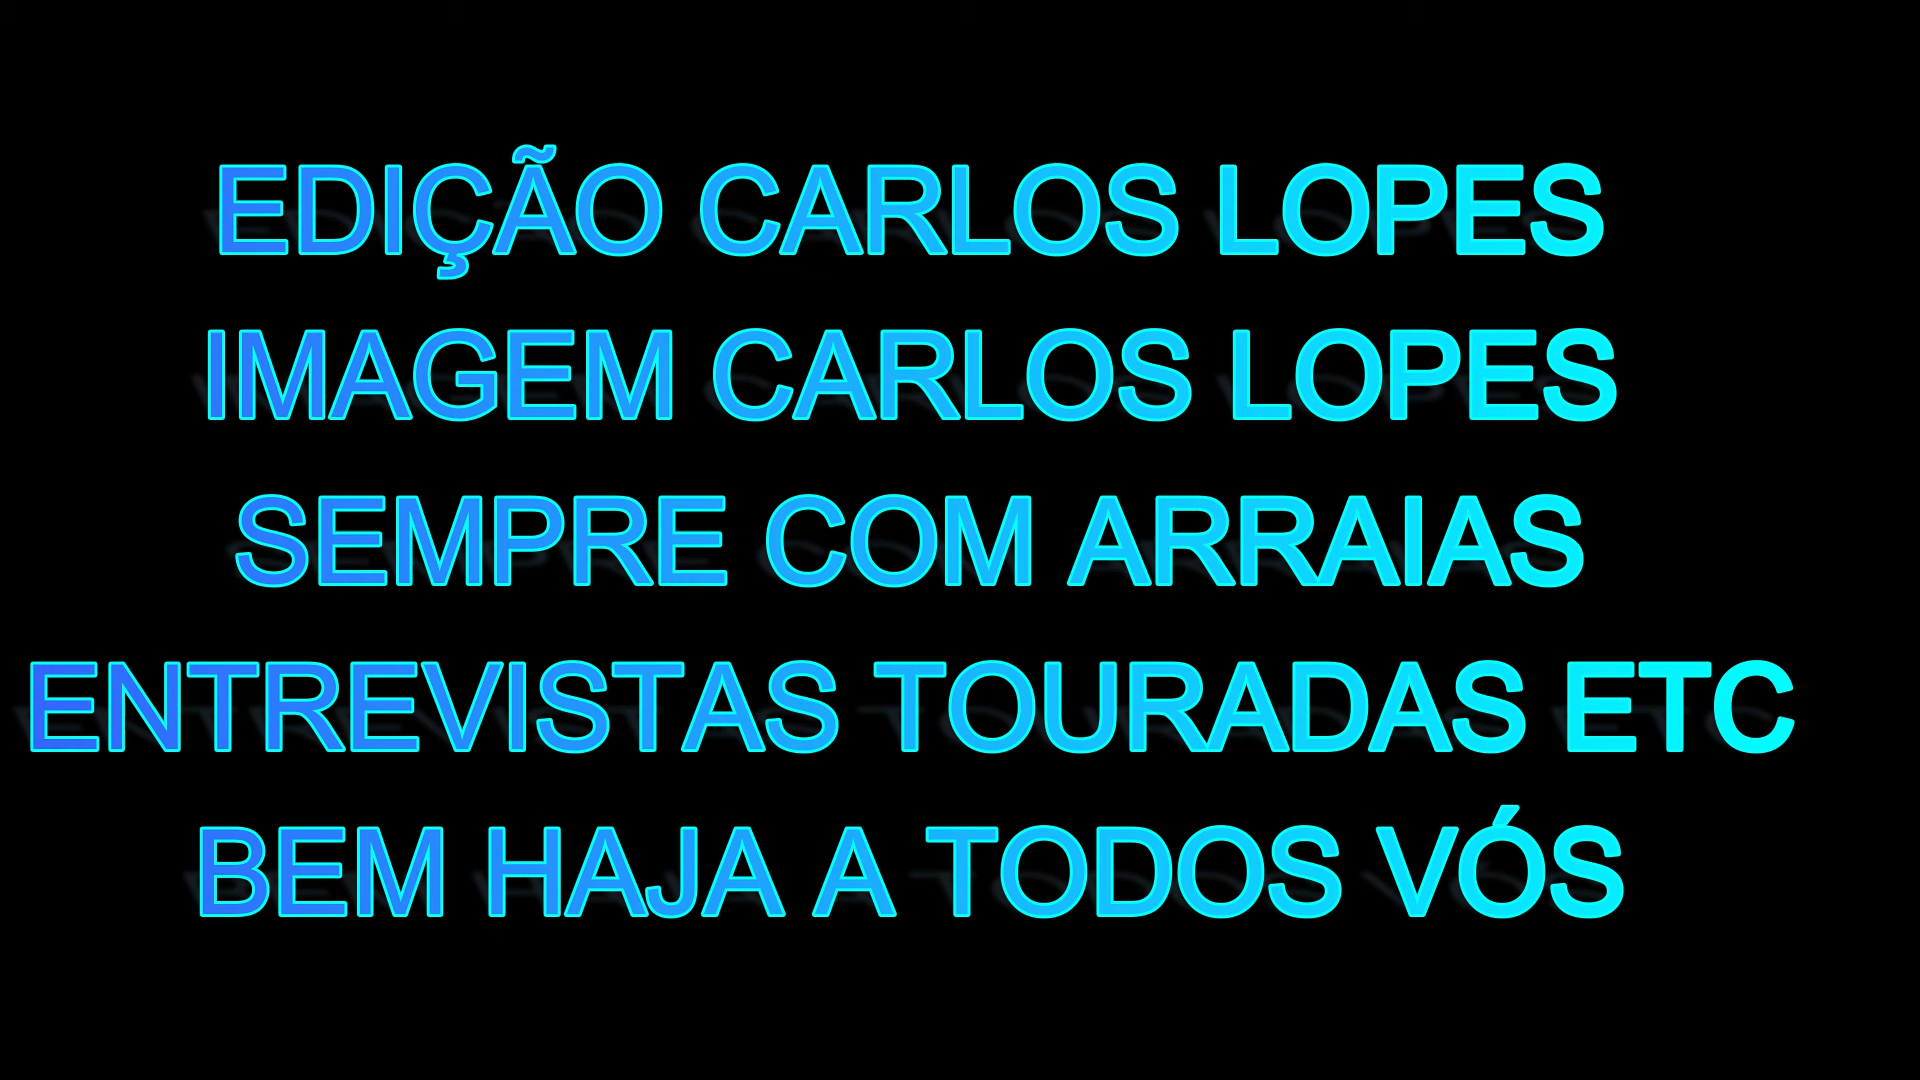 EDIÇÃO CARLOS LOPES
IMAGEM CARLOS LOPES
SEMPRE COM ARRAIAS
ENTREVISTAS TOURADAS ETC
BEM HAJA A TODOS VÓS